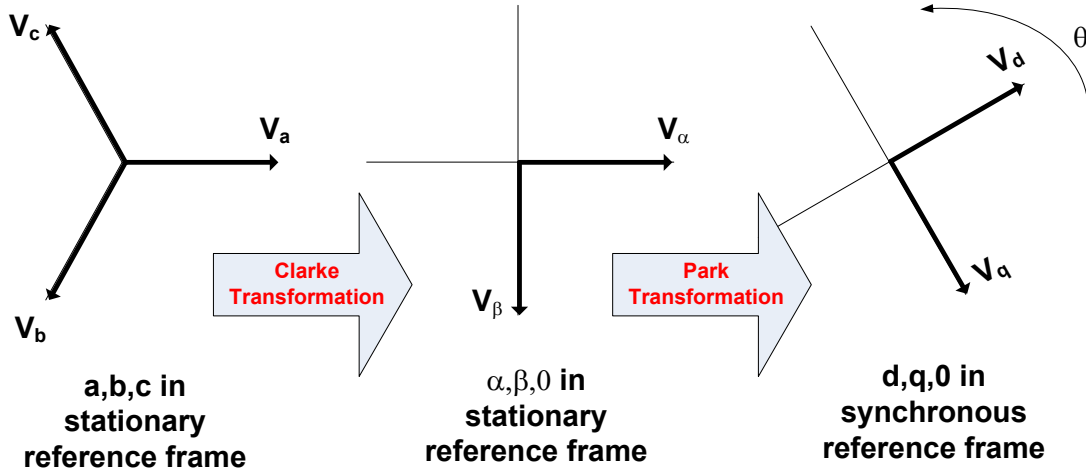 Vc
Va
Vb
Clarke
Transformation
a,b,c in
stationary
reference frame
Vα
Vβ
Park
Transformation
α,β,0 in
stationary
reference frame
θ
Vd
Vq
d,q,0 in
synchronous
reference frame